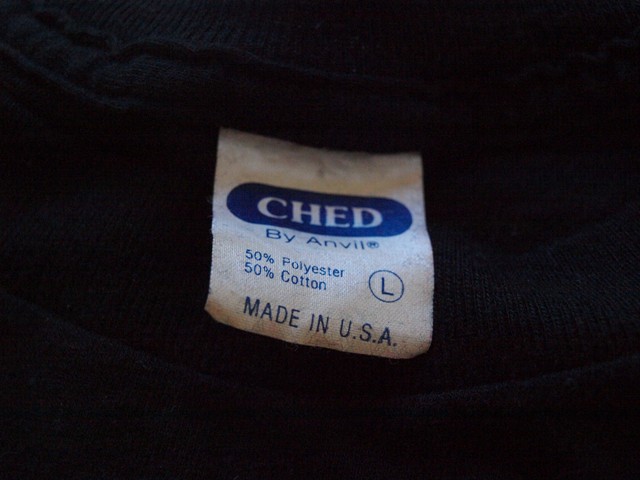 CHED
By Anvil®
50% Polyester
50% Cotton
L
MADE IN U.S.A.